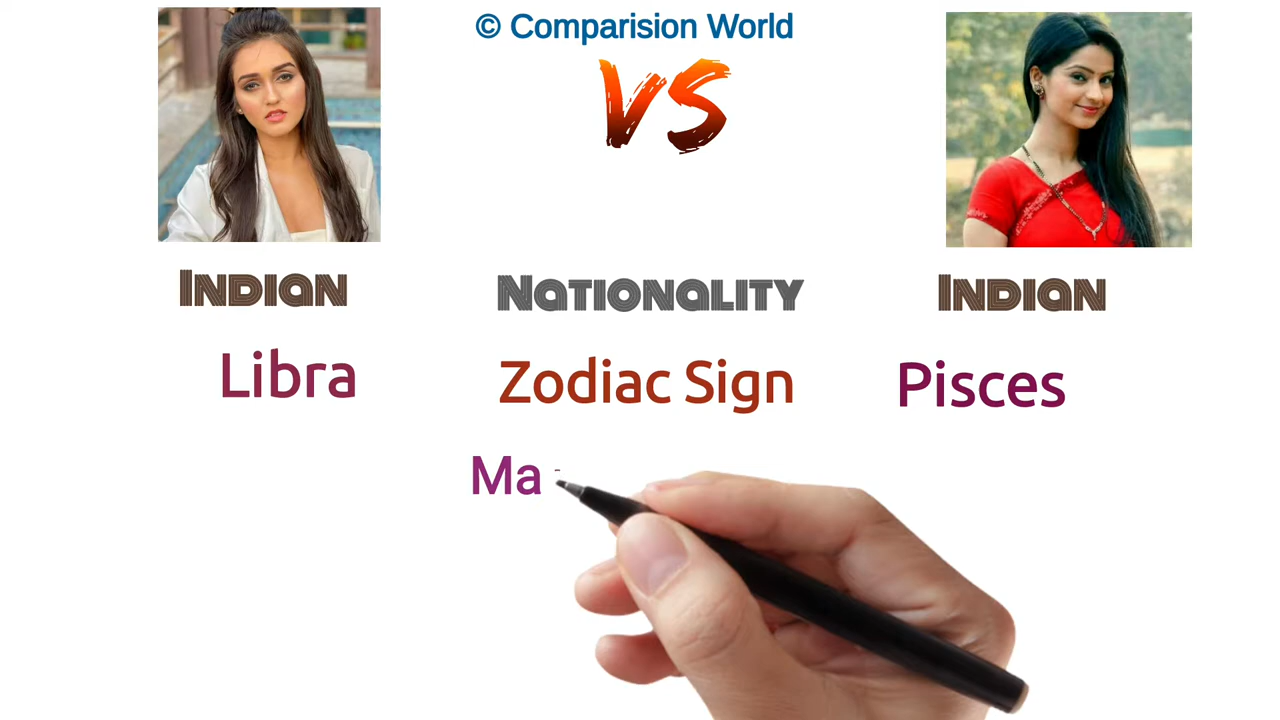 © Comparision World
VS
Indian Nationality Indian
Libra Zodiac Sign Pisces
Ma